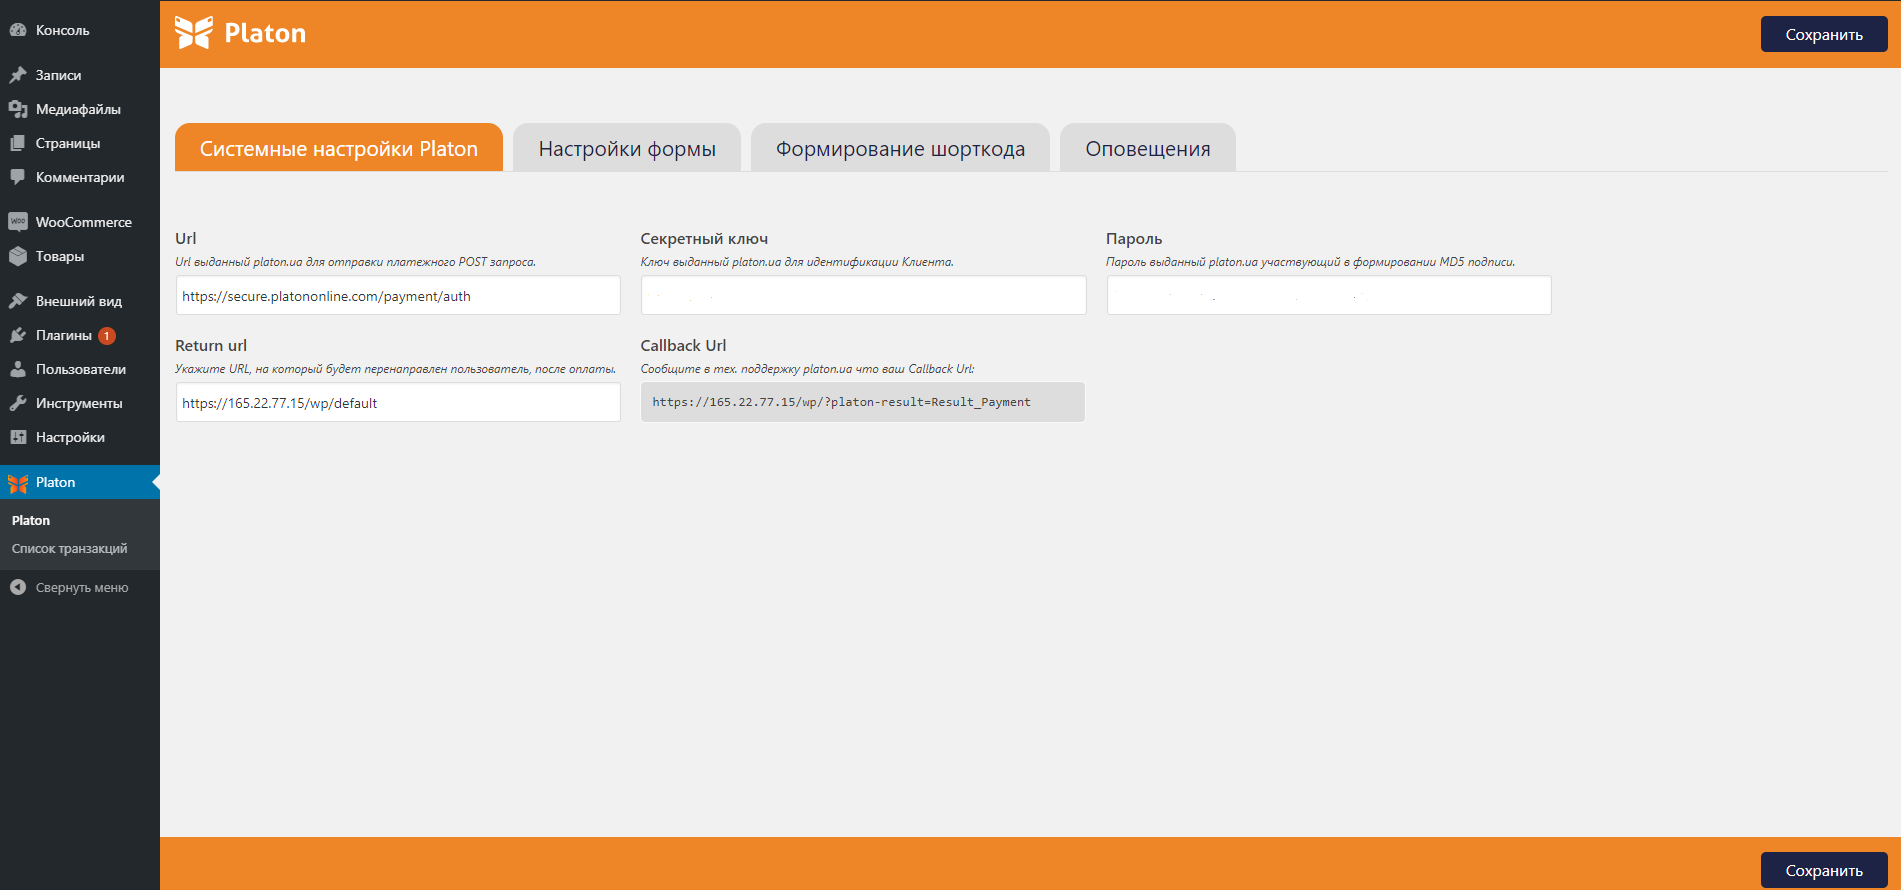 Консоль
Записи
Медиафайлы
Страницы
Комментарии
WooCommerce
Товары
Внешний вид
Плагины 1
Пользователи
Инструменты
Настройки
Platon
Platon
Список транзакций
Свернуть меню
Platon
Сохранить
Системные настройки Platon
Настройки формы
Формирование шорткода
Оповещения
Url
Url выданный platon.ua для отправки платежного POST запроса.
https://secure.platononline.com/payment/auth
Секретный ключ
Ключ выданный platon.ua для идентификации Клиента.
Пароль
Пароль выданный platon.ua участвующий в формировании MD5 подписи.
Return url
Укажите URL, на который будет перенаправлен пользователь, после оплаты.
https://165.22.77.15/wp/default
Callback Url
Сообщите в тех. поддержку platon.ua что ваш Callback Url:
https://165.22.77.15/wp/?platon-result=Result_Payment
Сохранить